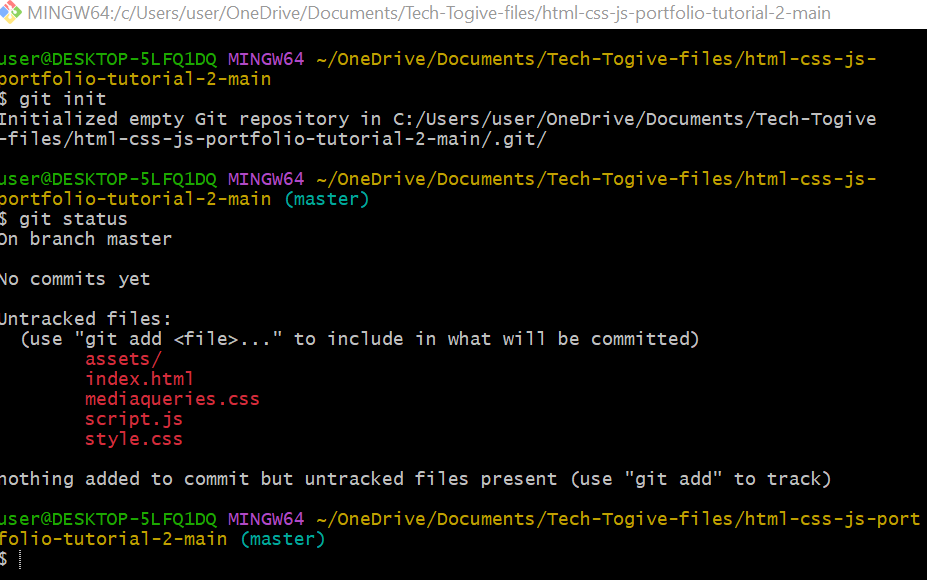 MINGW64:/c/Users/user/OneDrive/Documents/Tech-Togive-files/html-css-js-portfolio-tutorial-2-main
user@DESKTOP-5LFQ1DQ MINGW64 ~/OneDrive/Documents/Tech-Togive-files/html-css-js-
portfolio-tutorial-2-main
$ git init
Initialized empty Git repository in C:/Users/user/OneDrive/Documents/Tech-Togive
-files/html-css-js-portfolio-tutorial-2-main/.git/
user@DESKTOP-5LFQ1DQ MINGW64 ~/OneDrive/Documents/Tech-Togive-files/html-css-js-
portfolio-tutorial-2-main (master)
$ git status
On branch master
No commits yet
Untracked files:
(use "git add <file>..." to include in what will be committed)
assets/
index.html
mediaqueries.css
script.js
style.css
nothing added to commit but untracked files present (use "git add" to track)
user@DESKTOP-5LFQ1DQ MINGW64 ~/OneDrive/Documents/Tech-Togive-files/html-css-js-port
folio-tutorial-2-main (master)
$